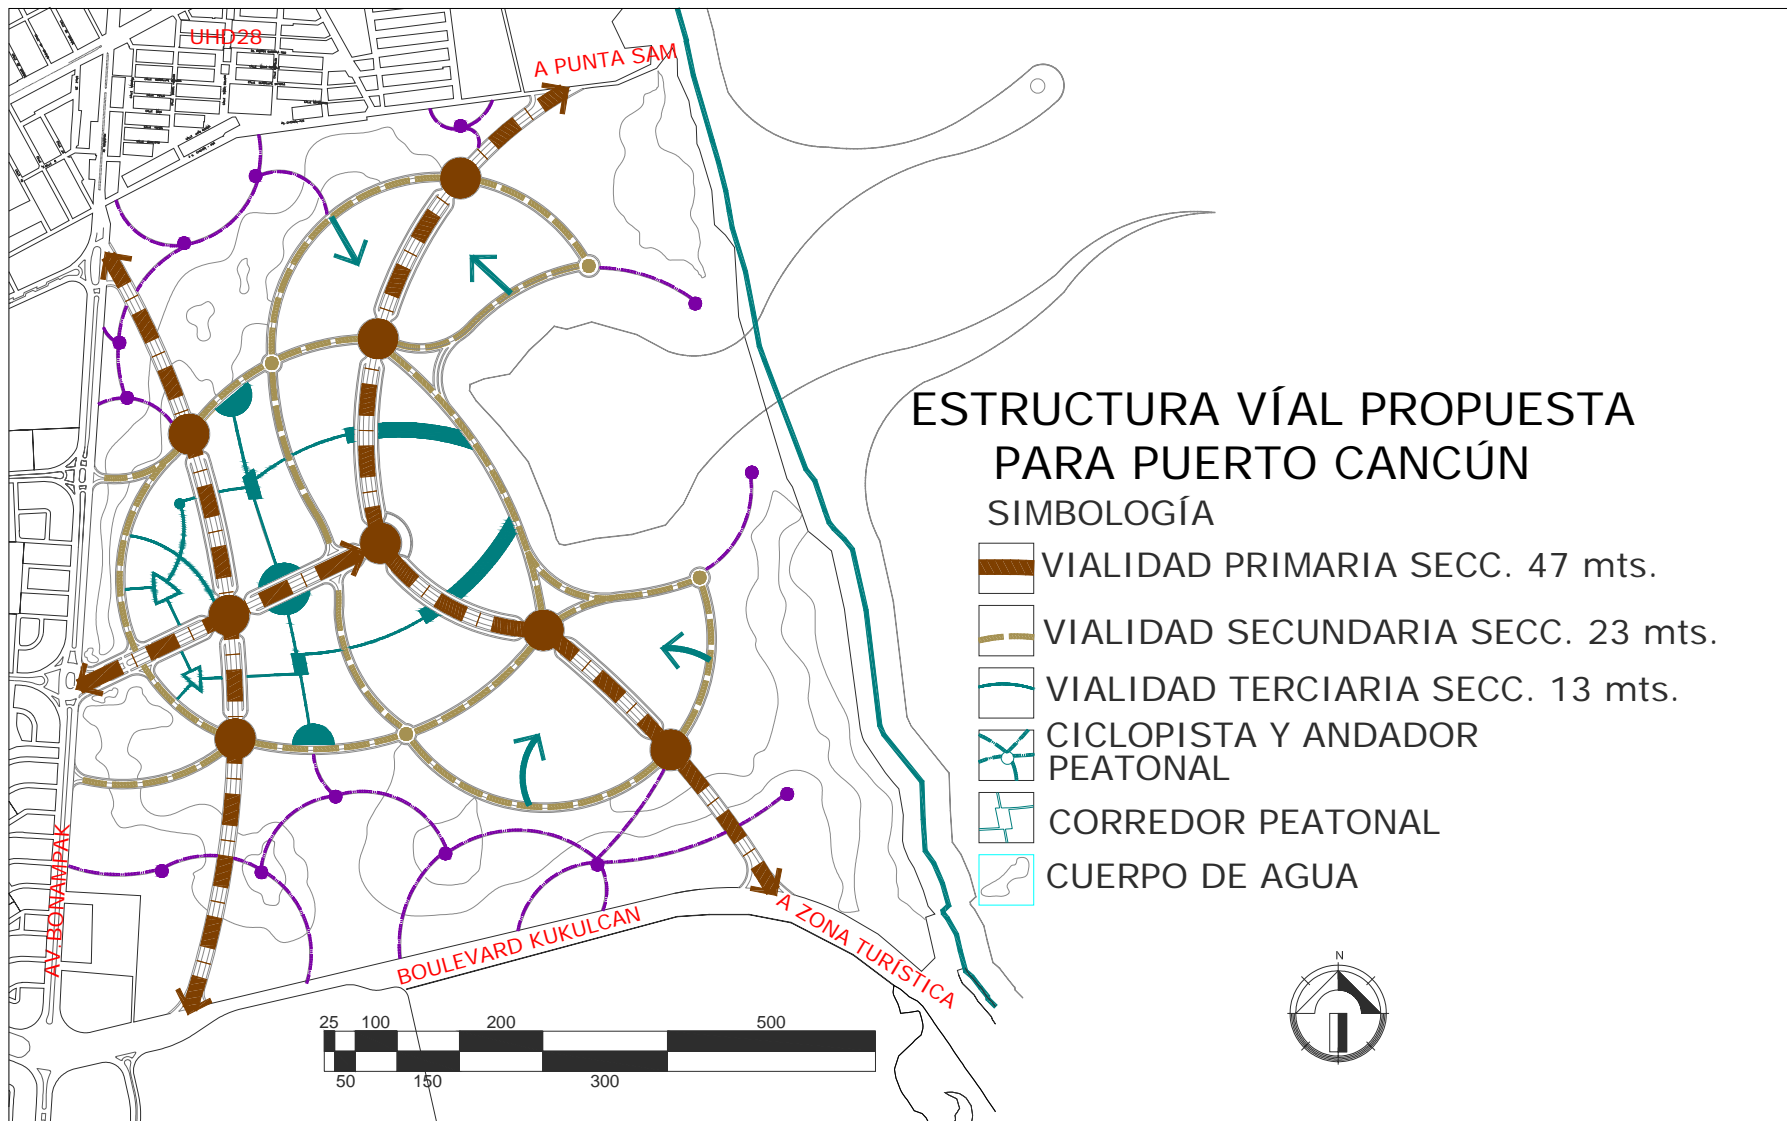 UHD28
A PUNTA SAM
ESTRUCTURA VÍAL PROPUESTA
PARA PUERTO CANCÚN
SIMBOLOGÍA
VIALIDAD PRIMARIA SECC. 47 mts.
VIALIDAD SECUNDARIA SECC. 23 mts.
VIALIDAD TERCIARIA SECC. 13 mts.
CICLOPISTA Y ANDADOR
PEATONAL
CORREDOR PEATONAL
CUERPO DE AGUA
AV. BONAMPAK
BOULEVARD KUKULCAN
A ZONA TURÍSTICA
N
25 100 200 500
50 150 300